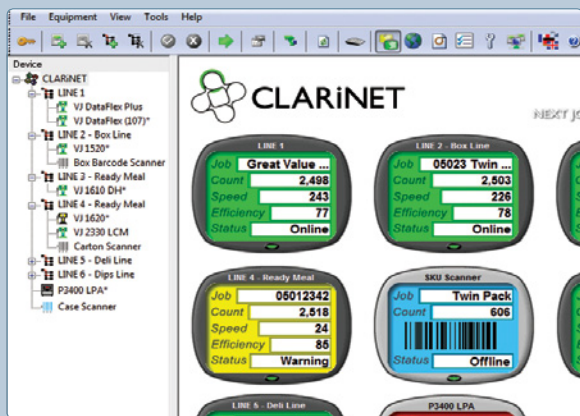 File Equipment View Tools Help
Device
CLARiNET
LINE 1
VJ DataFlex Plus
VJ DataFlex (107)*
LINE 2 - Box Line
VJ 1520*
Box Barcode Scanner
LINE 3 - Ready Meal
VJ 1610 DH*
LINE 4 - Ready Meal
VJ 1620*
VJ 2330 LCM
Carton Scanner
LINE 5 - Deli Line
LINE 6 - Dips Line
P3400 LPA*
Case Scanner
CLARiNET
NEXT JO
LINE 1
Job Great Value ...
Count 2,498
Speed 243
Efficiency 77
Status Online
LINE 2 - Box Line
Job 05023 Twin ...
Count 2,503
Speed 226
Efficiency 78
Status Online
LINE 4 - Ready Meal
Job 05012342
Count 2,518
Speed 24
Efficiency 85
Status Warning
SKU Scanner
Job Twin Pack
Count 606
Status Offline
LINE 5 - Deli Line
P3400 LPA